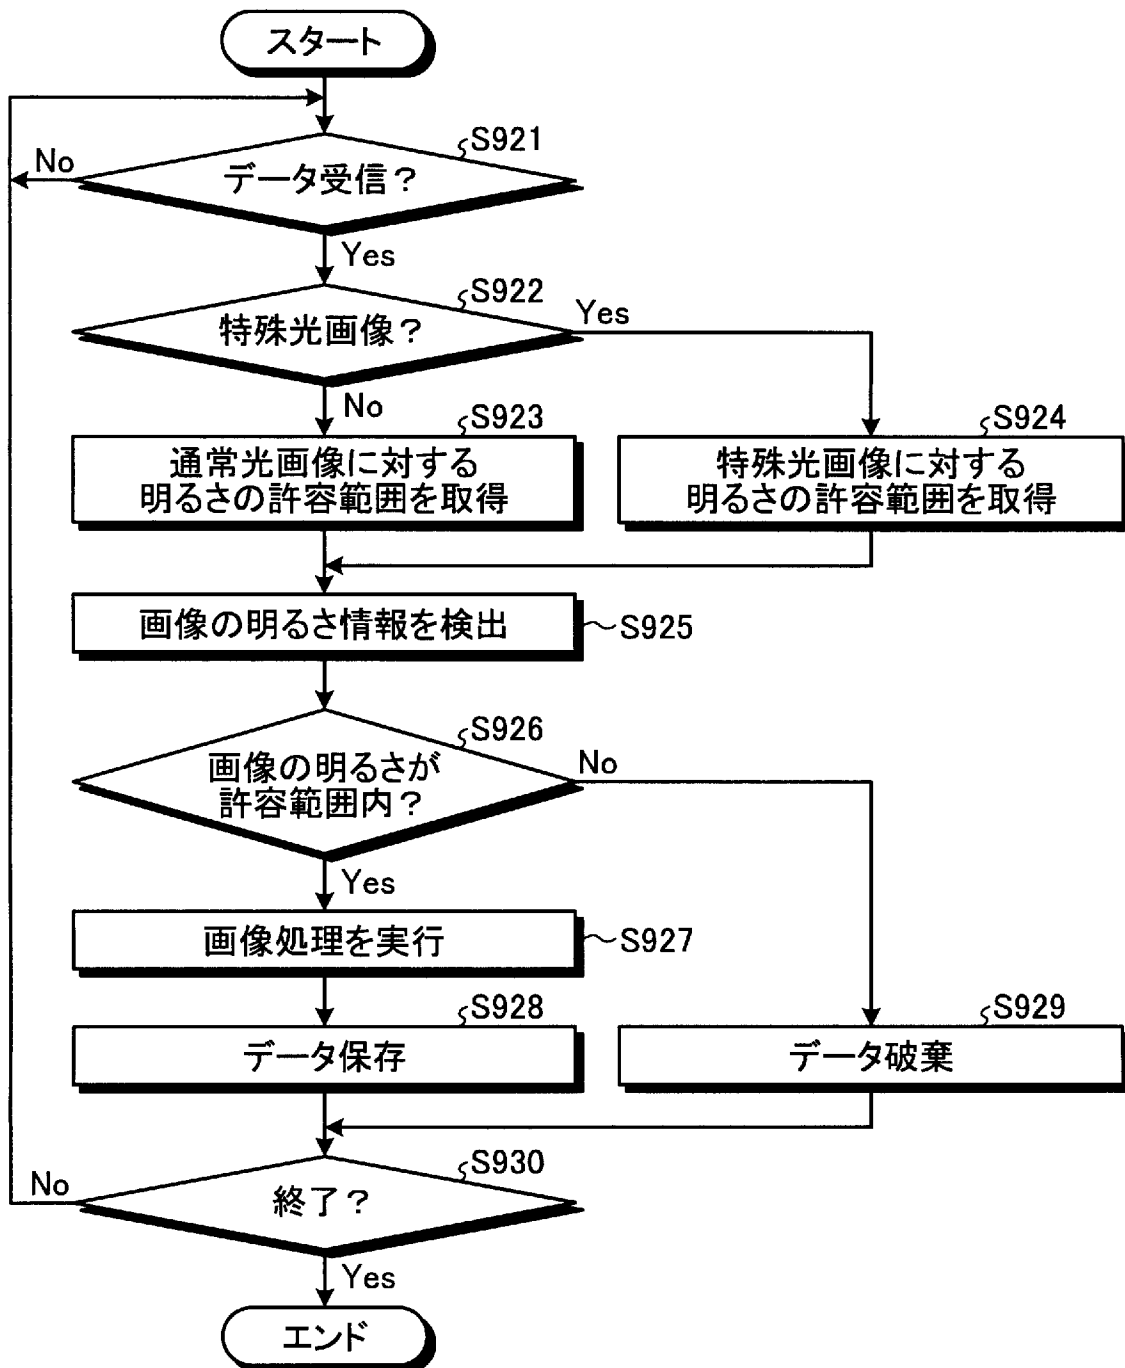 スタート
S921
No
データ受信？
Yes
S922
Yes
特殊光画像？
No
S923
通常光画像に対する
明るさの許容範囲を取得
S924
特殊光画像に対する
明るさの許容範囲を取得
画像の明るさ情報を検出
S925
S926
画像の明るさが
許容範囲内？
No
Yes
画像処理を実行
S927
S928
データ保存
S929
データ破棄
S930
No
終了？
Yes
エンド